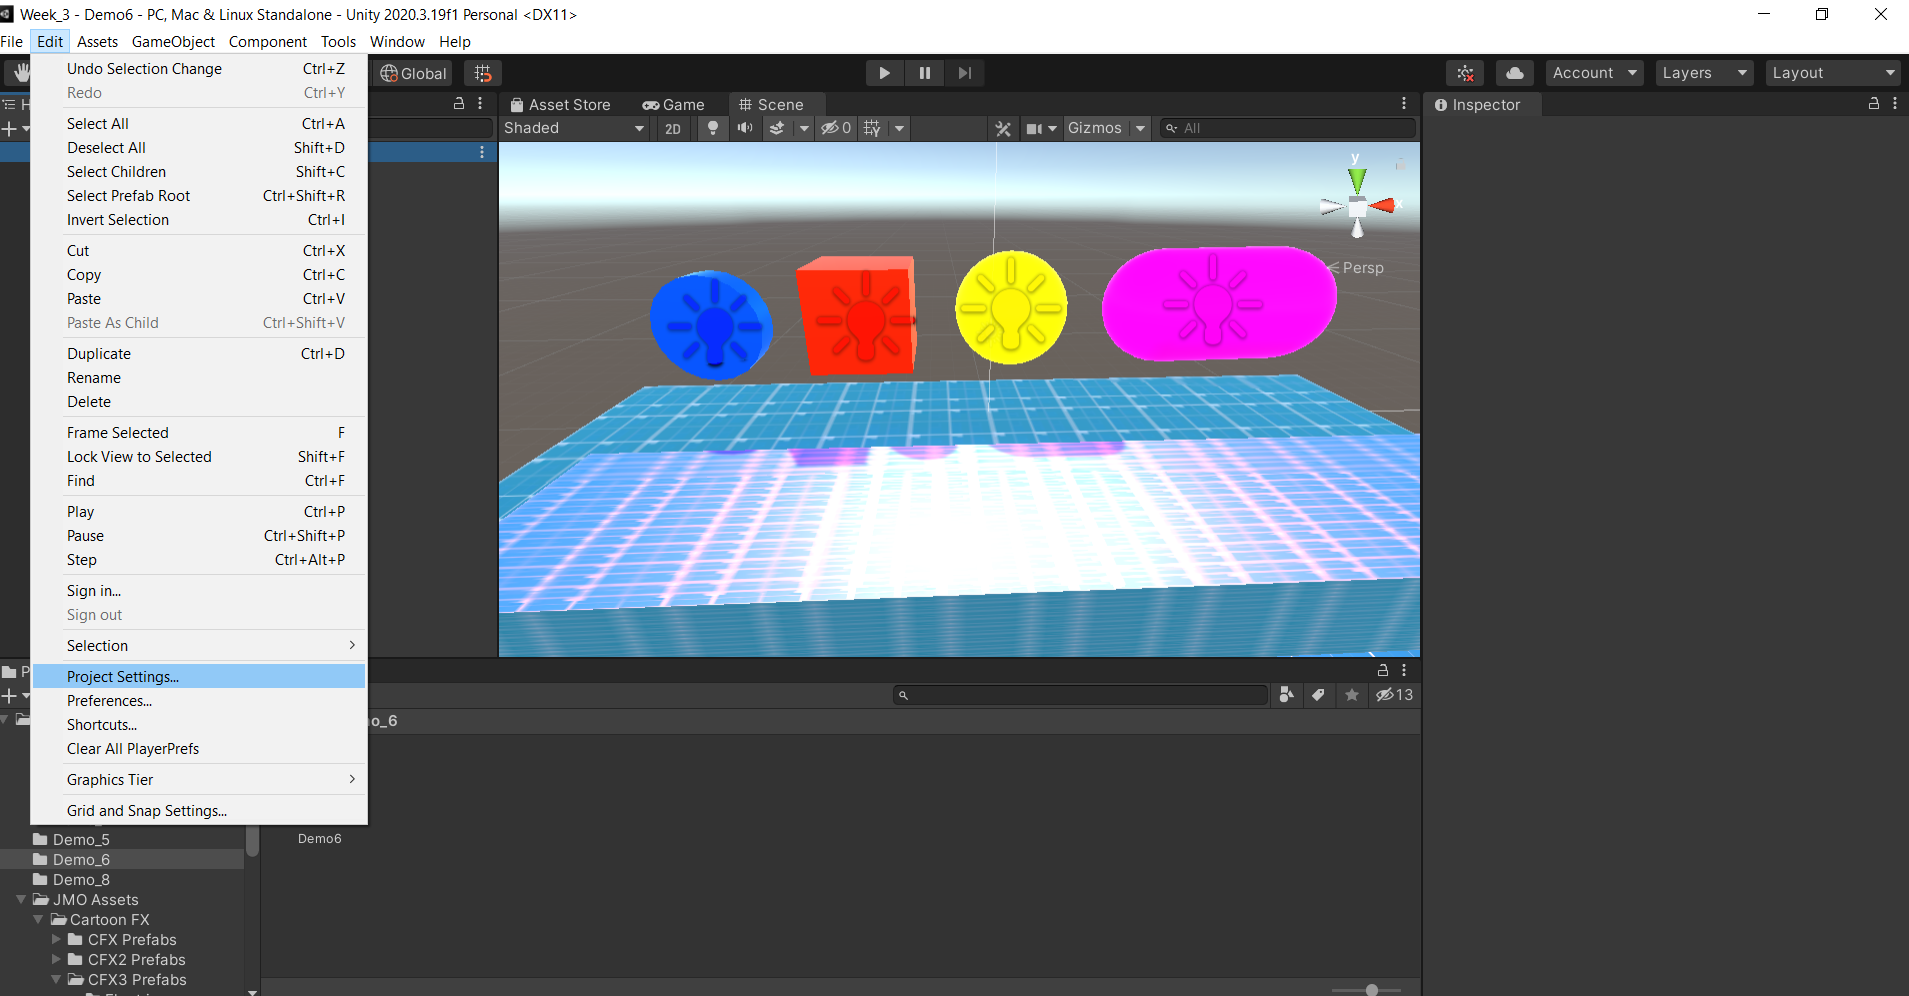 Week_3 - Demo6 - PC, Mac & Linux Standalone - Unity 2020.3.19f1 Personal <DX11>
File Edit Assets GameObject Component Tools Window Help
Undo Selection Change Ctrl+Z
Redo Ctrl+Y
Select All Ctrl+A
Deselect All Shift+D
Select Children Shift+C
Select Prefab Root Ctrl+Shift+R
Invert Selection Ctrl+I
Cut Ctrl+X
Copy Ctrl+C
Paste Ctrl+V
Paste As Child Ctrl+Shift+V
Duplicate Ctrl+D
Rename
Delete
Frame Selected F
Lock View to Selected Shift+F
Find Ctrl+F
Play Ctrl+P
Pause Ctrl+Shift+P
Step Ctrl+Alt+P
Sign in...
Sign out
Selection
Project Settings...
Preferences...
Shortcuts...
Clear All PlayerPrefs
Graphics Tier
Grid and Snap Settings...
Global
Account Layers Layout
H
Asset Store Game Scene
Inspector
Shaded 2D 0 Gizmos All
y
x
Persp
P
13
o_6
Demo6
Demo_5
Demo_6
Demo_8
JMO Assets
Cartoon FX
CFX Prefabs
CFX2 Prefabs
CFX3 Prefabs